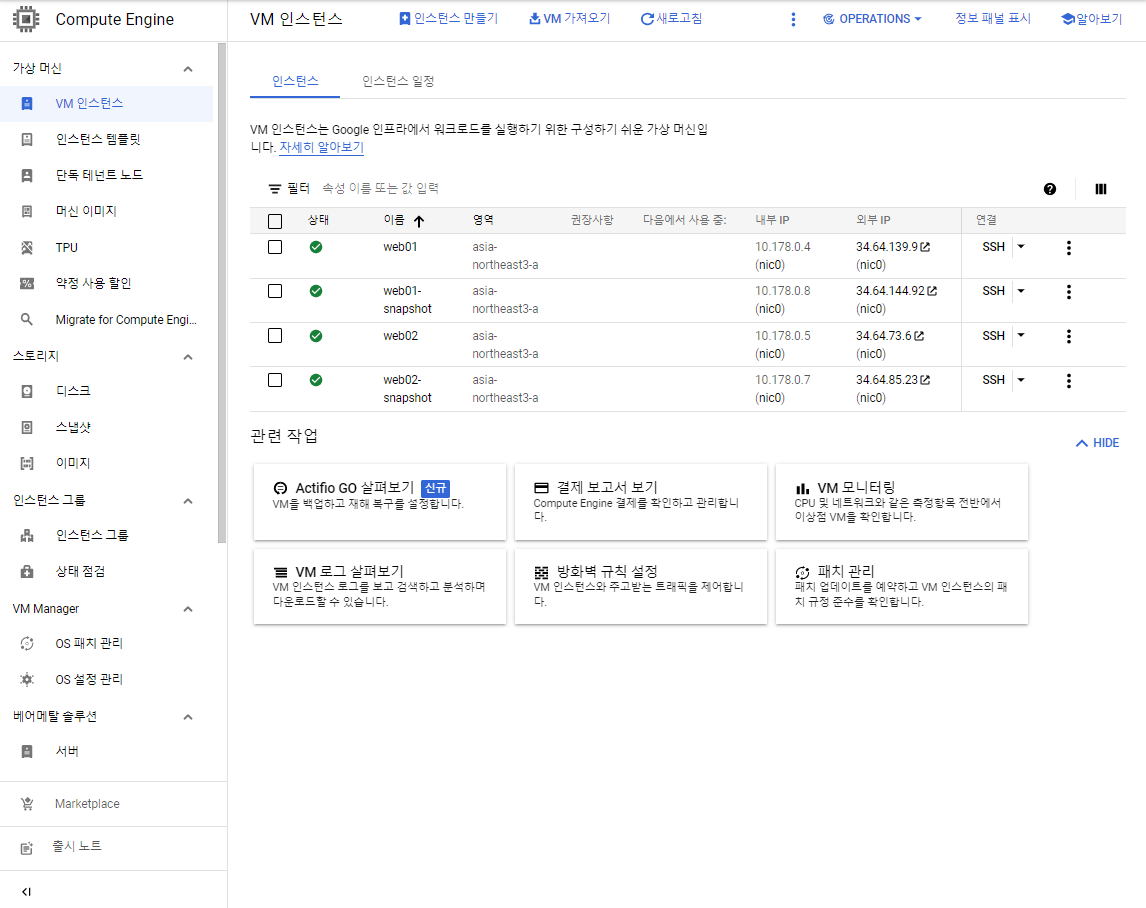 Compute Engine
VM 인스턴스
인스턴스 만들기
VM 가져오기
새로고침
OPERATIONS
정보 패널 표시
알아보기
가상 머신
VM 인스턴스
인스턴스 템플릿
단독 테넌트 노드
머신 이미지
TPU
약정 사용 할인
Migrate for Compute Engi...
스토리지
디스크
스냅샷
이미지
인스턴스 그룹
인스턴스 그룹
상태 점검
VM Manager
OS 패치 관리
OS 설정 관리
베어메탈 솔루션
서버
Marketplace
출시 노트
인스턴스
인스턴스 일정
VM 인스턴스는 Google 인프라에서 워크로드를 실행하기 위한 구성하기 쉬운 가상 머신입
니다. 자세히 알아보기
필터 속성 이름 또는 값 입력
상태 이름 영역 권장사항 다음에서 사용 중: 내부 IP 외부 IP 연결
web01 asia- 10.178.0.4 34.64.139.9 SSH
northeast3-a (nic0) (nic0)
web01- asia- 10.178.0.8 34.64.144.92 SSH
snapshot northeast3-a (nic0) (nic0)
web02 asia- 10.178.0.5 34.64.73.6 SSH
northeast3-a (nic0) (nic0)
web02- asia- 10.178.0.7 34.64.85.23 SSH
snapshot northeast3-a (nic0) (nic0)
관련 작업
HIDE
Actifio GO 살펴보기 신규
VM을 백업하고 재해 복구를 설정합니다.
결제 보고서 보기
Compute Engine 결제를 확인하고 관리합니
다.
VM 모니터링
CPU 및 네트워크와 같은 측정항목 전반에서
이상점 VM을 확인합니다.
VM 로그 살펴보기
VM 인스턴스 로그를 보고 검색하고 분석하며
다운로드할 수 있습니다.
방화벽 규칙 설정
VM 인스턴스와 주고받는 트래픽을 제어합니
다.
패치 관리
패치 업데이트를 예약하고 VM 인스턴스의 패
치 규정 준수를 확인합니다.